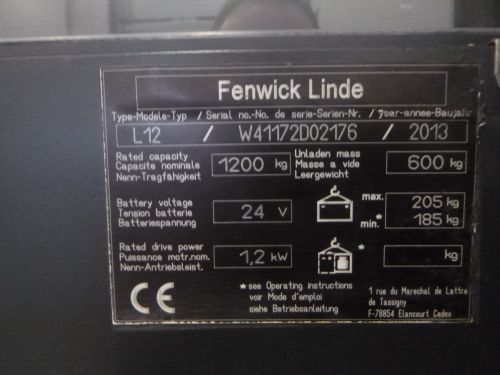 Fenwick Linde
Type-Modele-Typ / Serial no.-No. de serie-Serien-Nr. / year-annee-Baujahr
L12 / W41172D02176 / 2013
Rated capacity
Capacite nominale
Nenn-Tragfähigkeit
1200 kg
Unladen mass
Masse a vide
Leergewicht
600 kg
Battery voltage
Tension batterie
Batteriespannung
24 V
max. 205 kg
min.* 185 kg
Rated drive power
Puissance motr.nom.
Nenn-Antriebeleist.
1,2 kW
* kg
CE
* see Operating instructions
voir Mode d'emploi
siehe Betriebsanleitung
1 rue du Marechal de Lattre
de Tassigny
F-78854 Elancourt Cedex